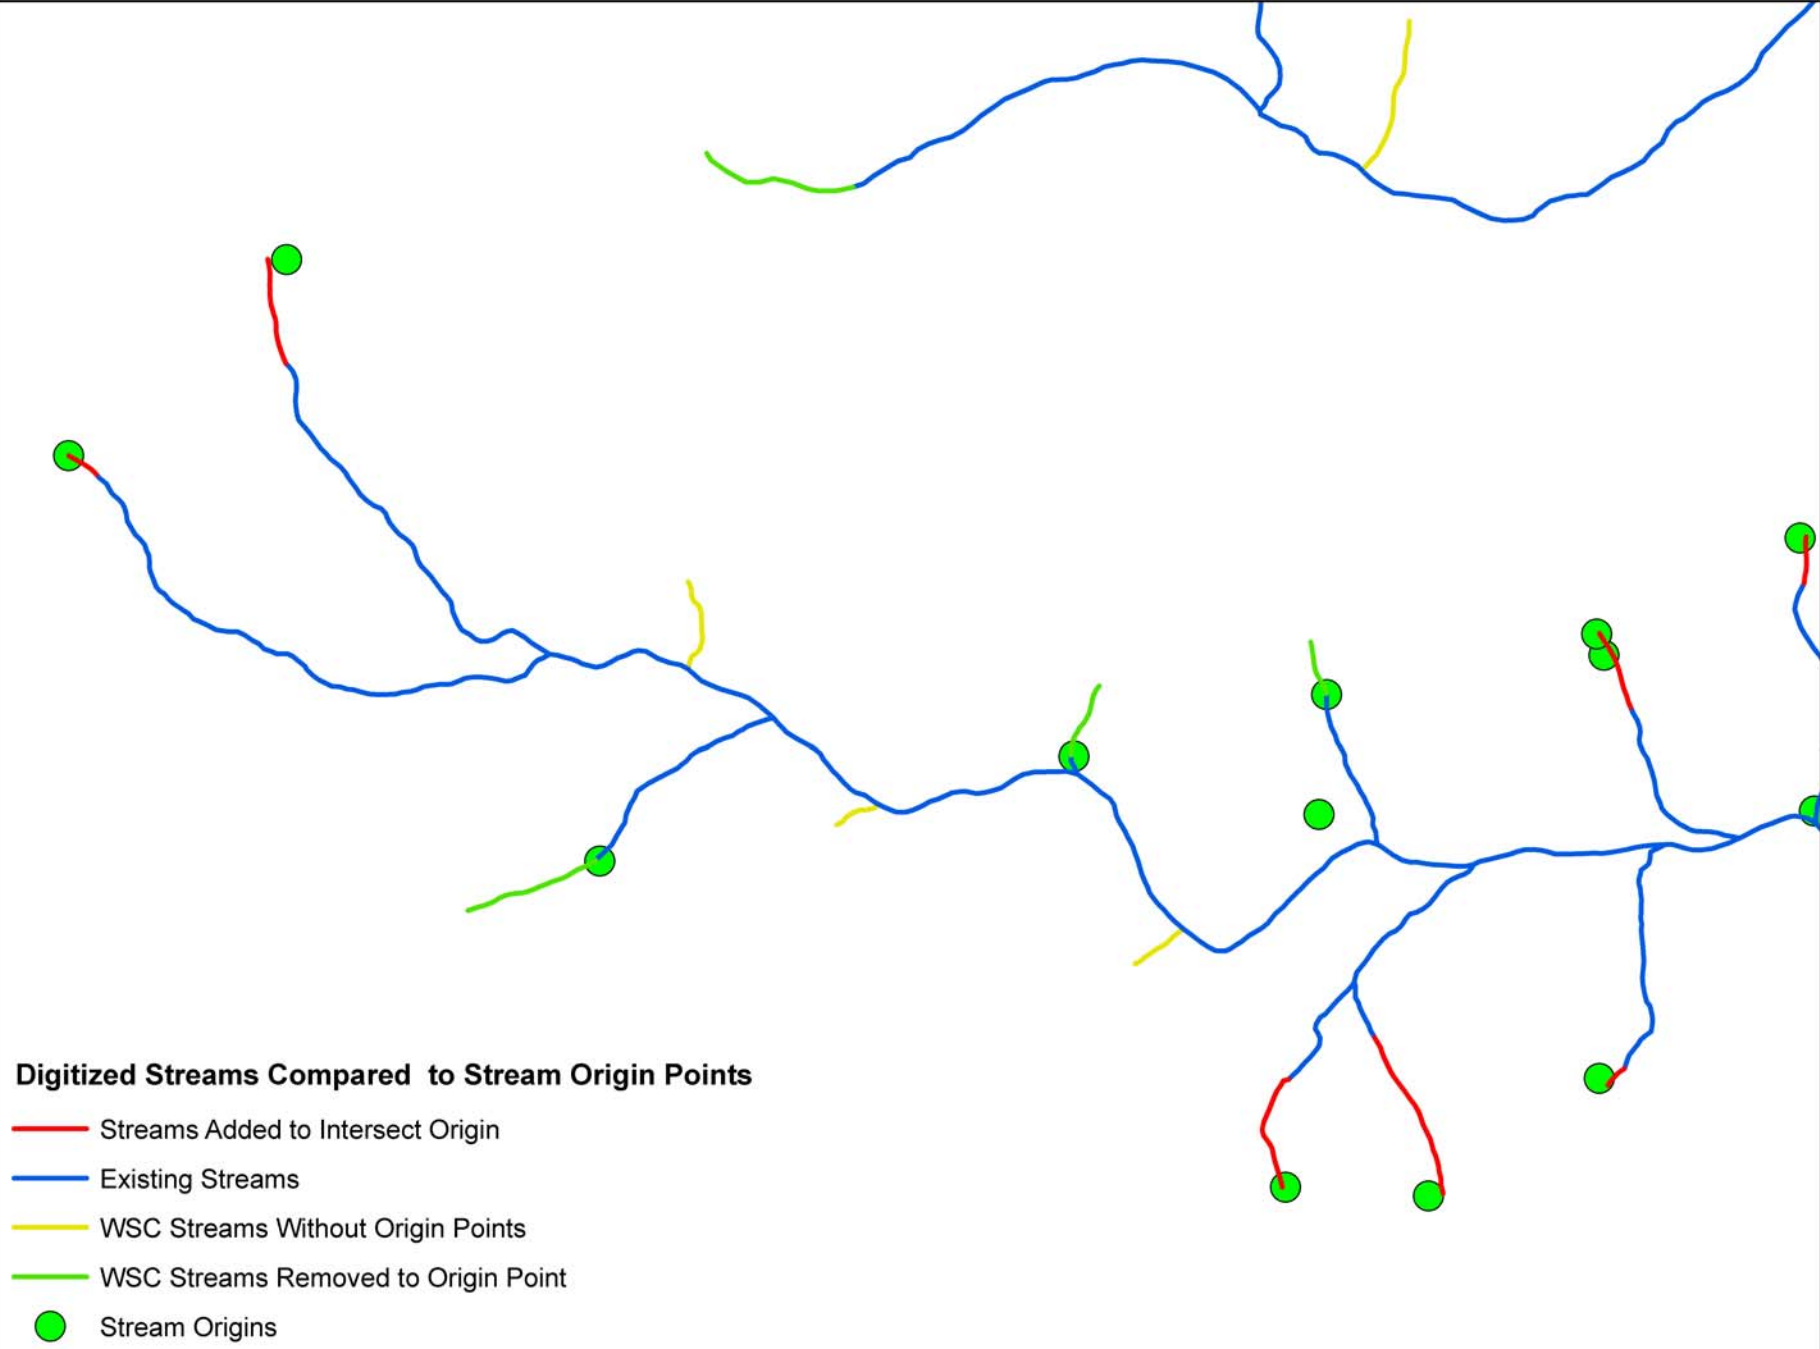 Digitized Streams Compared  to Stream Origin Points
Streams Added to Intersect Origin
Existing Streams
WSC Streams Without Origin Points
WSC Streams Removed to Origin Point
Stream Origins